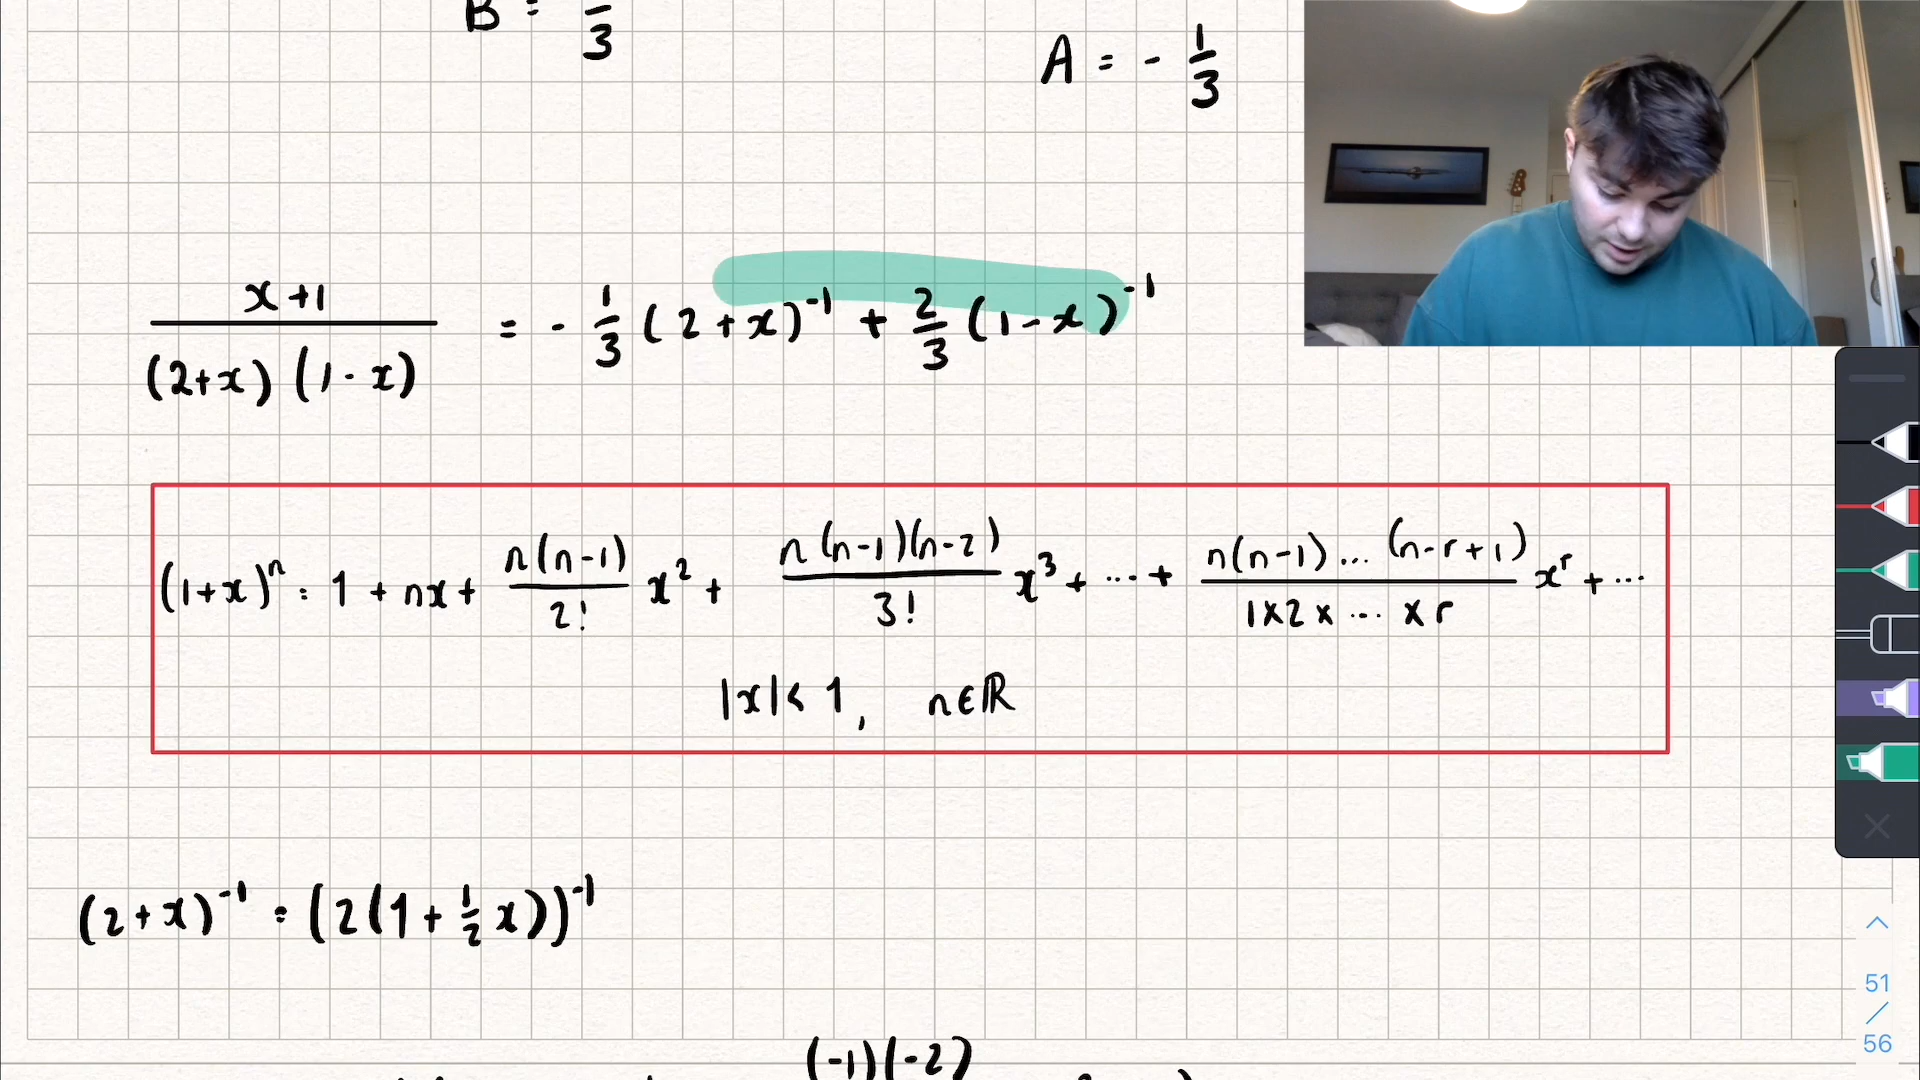 B = _/3
A = - 1/3
x+1/(2+x)(1-x) = - 1/3 (2+x)^-1 + 2/3 (1-x)^-1
(1+x)^n = 1 + nx + n(n-1)/2! x^2 + n(n-1)(n-2)/3! x^3 + ... + n(n-1)...(n-r+1)/1x2x...xr x^r + ...
|x| < 1, n∈ℝ
(2+x)^-1 = (2(1 + 1/2 x))^-1
(-1)(-2)
51
/
56